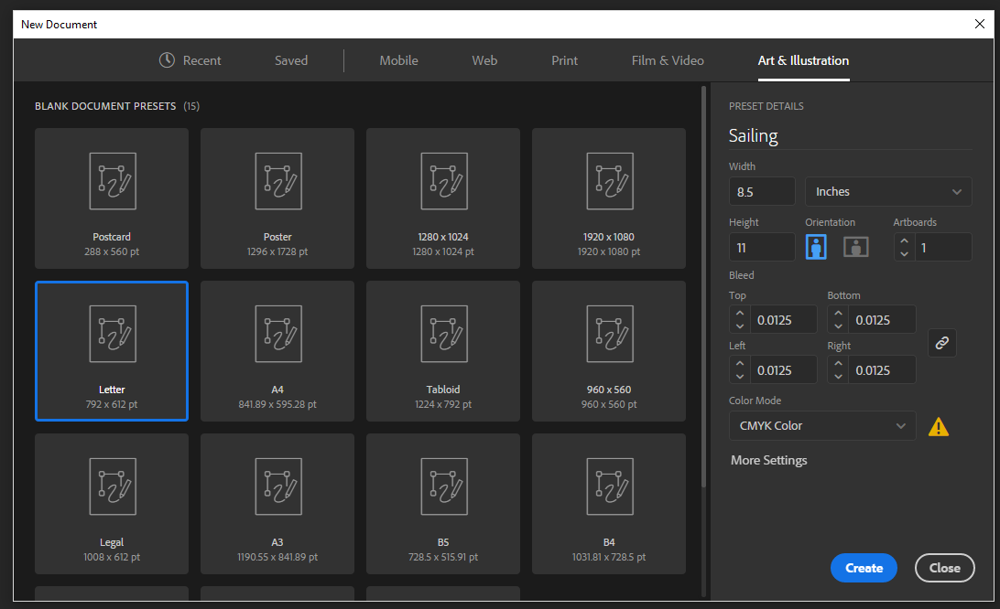 New Document
Recent
Saved
Mobile
Web
Print
Film & Video
Art & Illustration
BLANK DOCUMENT PRESETS (15)
Postcard
288 x 560 pt
Poster
1296 x 1728 pt
1280 x 1024
1280 x 1024 pt
1920 x 1080
1920 x 1080 pt
Letter
792 x 612 pt
A4
841.89 x 595.28 pt
Tabloid
1224 x 792 pt
960 x 560
960 x 560 pt
Legal
1008 x 612 pt
A3
1190.55 x 841.89 pt
B5
728.5 x 515.91 pt
B4
1031.81 x 728.5 pt
PRESET DETAILS
Sailing
Width
8.5
Inches
Height
Orientation
Artboards
11
1
Bleed
Top
Bottom
0.0125
0.0125
Left
Right
0.0125
0.0125
Color Mode
CMYK Color
More Settings
Create
Close